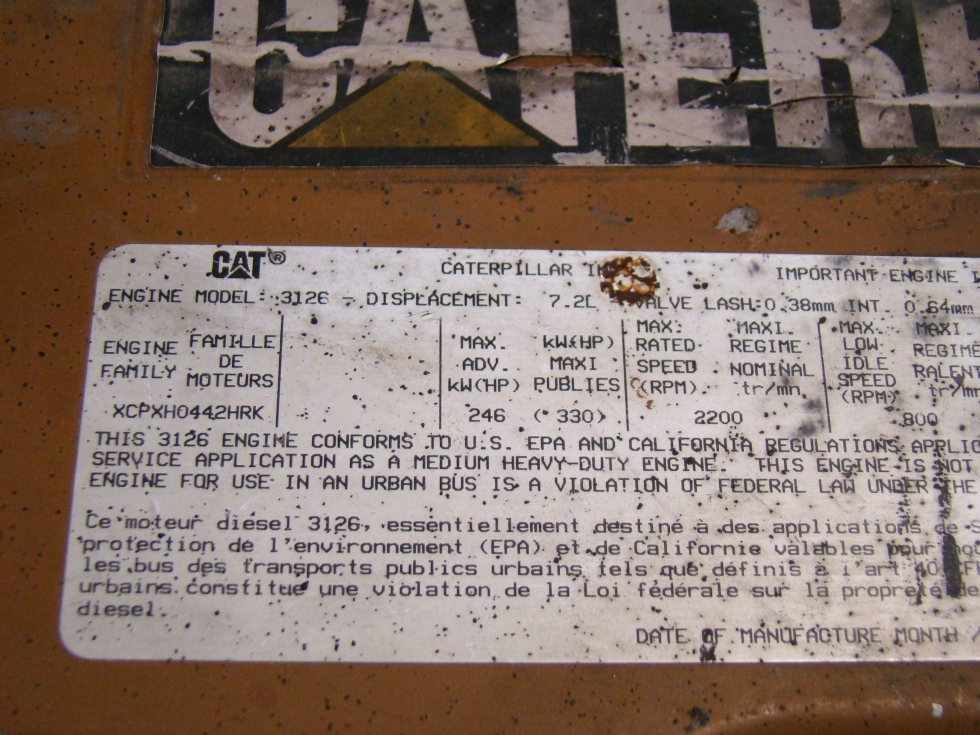 CATER
CAT®
CATERPILLAR IMPORTANT ENGINE
ENGINE MODEL: 3126 - DISPLACEMENT: 7.2L VALVE LASH:0.38mm INT. 0.64mm
ENGINE FAMILY
FAMILLE DE MOTEURS
MAX. ADV. kW(HP)
kW(HP) MAXI PUBLIES
MAX. RATED SPEED (RPM)
MAXI. REGIME NOMINAL tr/mn.
MAX. LOW IDLE SPEED (RPM)
MAXI
XCPXH0442HRK 246 (330) 2200 800
THIS 3126 ENGINE CONFORMS TO U.S. EPA AND CALIFORNIA REGULATIONS
SERVICE APPLICATION AS A MEDIUM HEAVY-DUTY ENGINE. THIS ENGINE IS NOT
ENGINE FOR USE IN AN URBAN BUS IS A VIOLATION OF FEDERAL LAW UNDER THE
Ce moteur diesel 3126, essentiellement destiné à des applications de
protection de l'environnement (EPA) et de Californie valables pour
les bus des transports publics urbains tels que définis à l'art 40
urbains constitue une violation de la Loi fédérale sur la propreté
diesel.
DATE OF MANUFACTURE MONTH